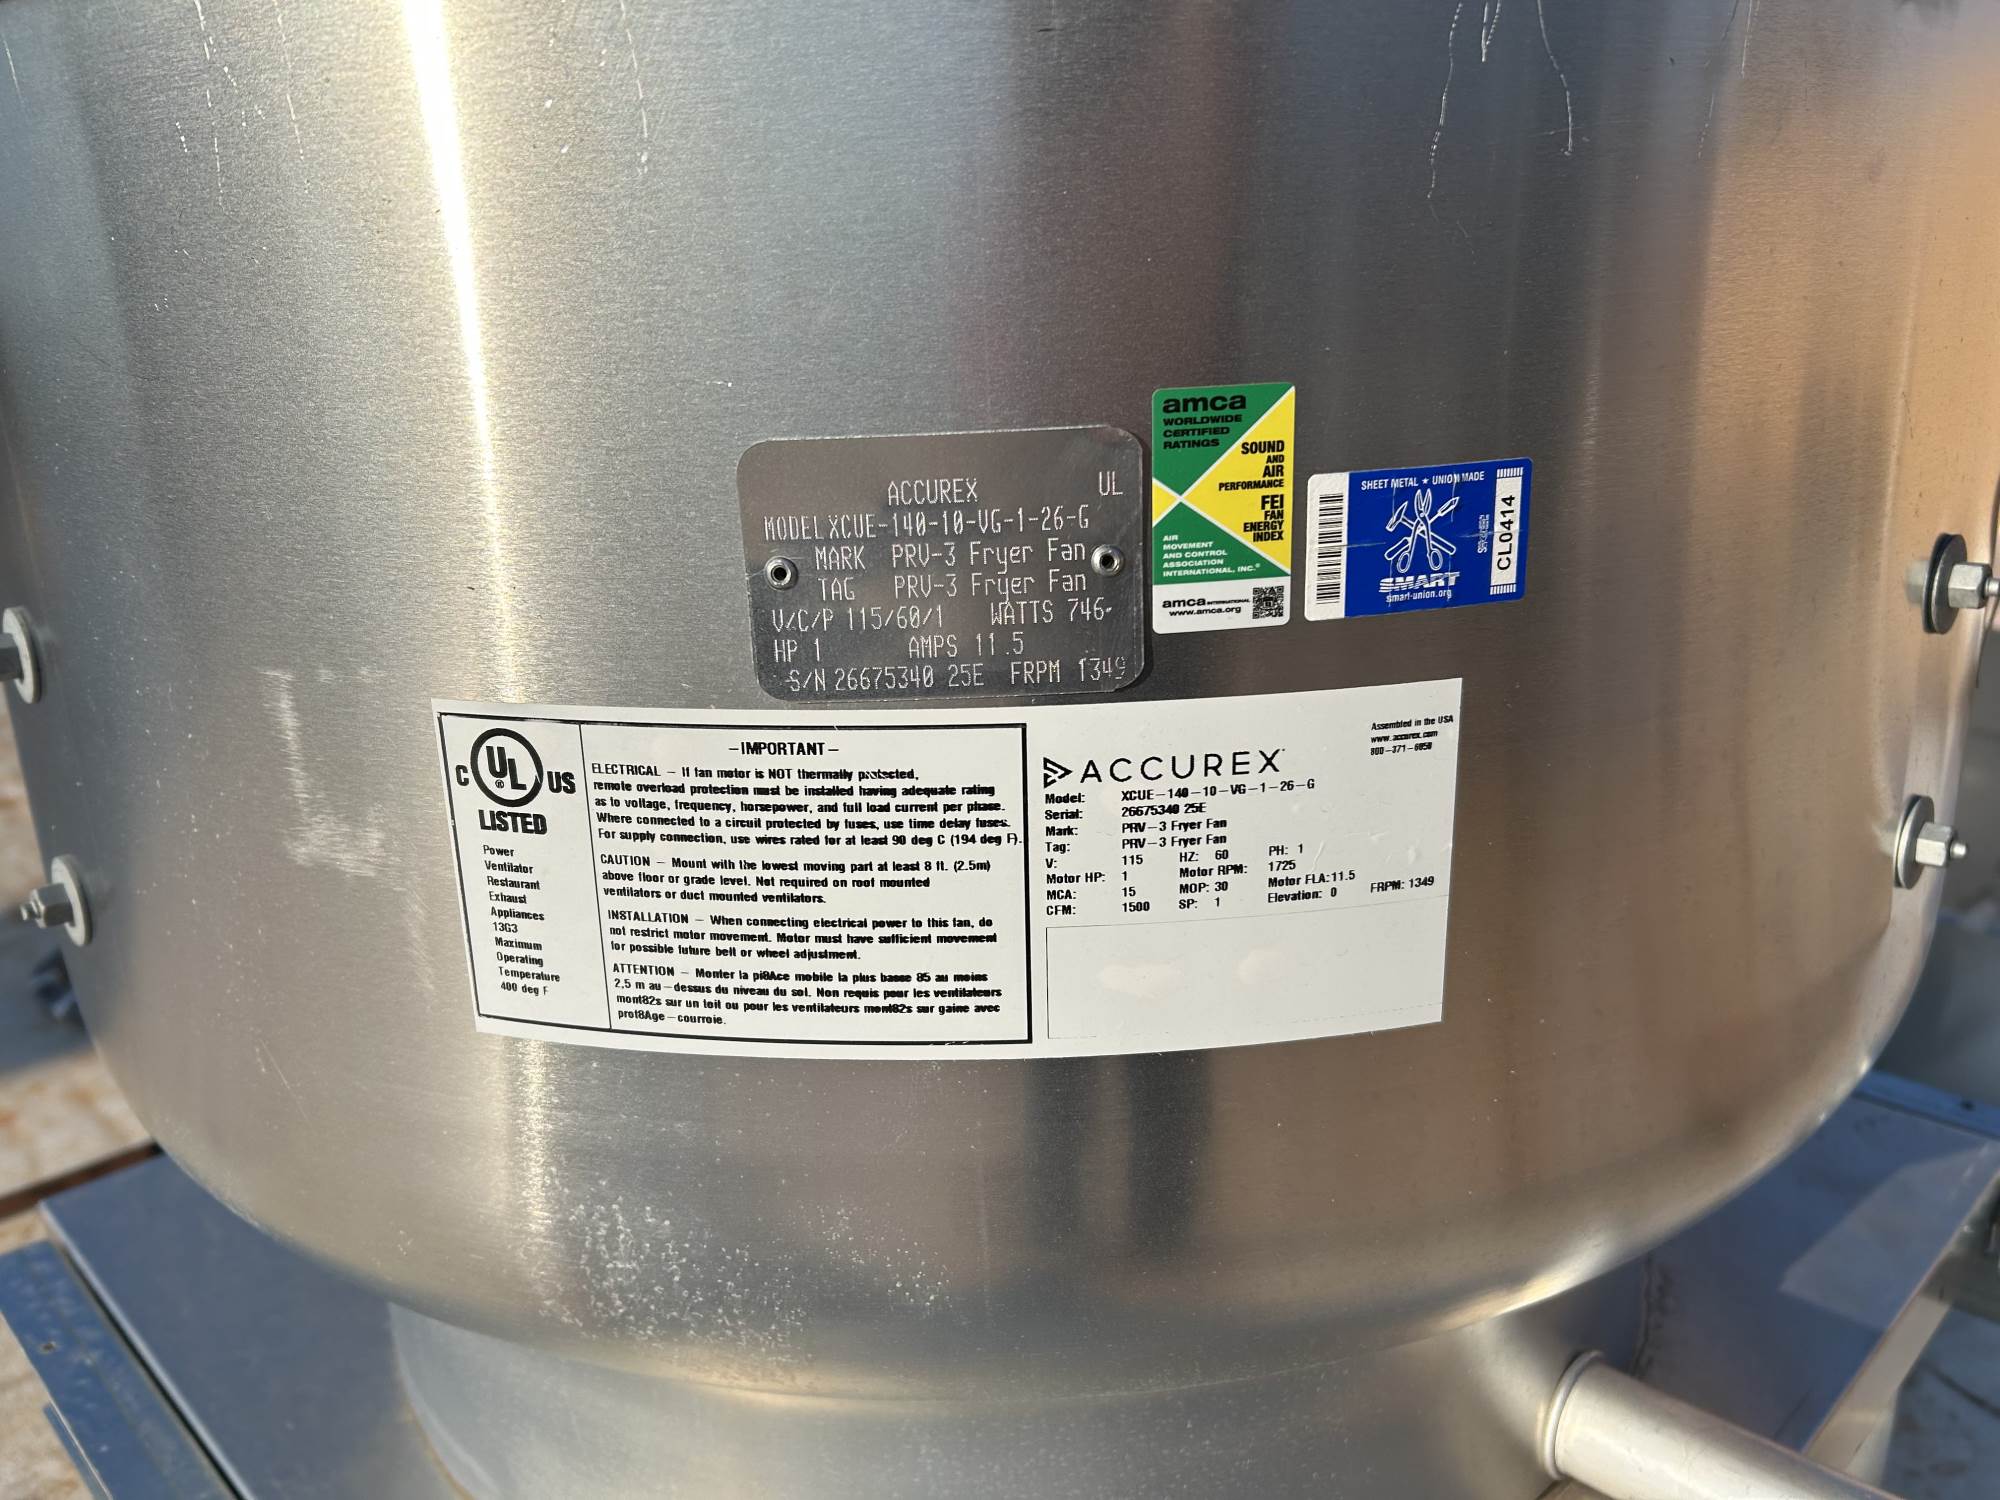 ACCUREX UL
MODEL XCUE-140-10-VG-1-26-G
MARK PRV-3 Fryer Fan
TAG PRV-3 Fryer Fan
V/C/P 115/60/1 WATTS 746
HP 1 AMPS 11.5
S/N 26675340 25E FRPM 1349
amca
WORLDWIDE
CERTIFIED
RATINGS
SOUND
AND
AIR
PERFORMANCE
FEI
FAN
ENERGY
INDEX
AIR
MOVEMENT
AND CONTROL
ASSOCIATION
INTERNATIONAL, INC.®
amca INTERNATIONAL
www.amca.org
SHEET METAL ★ UNION MADE
SMART
smart-union.org
CL0414
C UL US
®
LISTED
Power
Ventilator
Restaurant
Exhaust
Appliances
13G3
Maximum
Operating
Temperature
400 deg F
-IMPORTANT-
ELECTRICAL - If fan motor is NOT thermally protected,
remote overload protection must be installed having adequate rating
as to voltage, frequency, horsepower, and full load current per phase.
Where connected to a circuit protected by fuses, use time delay fuses.
For supply connection, use wires rated for at least 90 deg C (194 deg F).
CAUTION - Mount with the lowest moving part at least 8 ft. (2.5m)
above floor or grade level. Not required on roof mounted
ventilators or duct mounted ventilators.
INSTALLATION - When connecting electrical power to this fan, do
not restrict motor movement. Motor must have sufficient movement
for possible future belt or wheel adjustment.
ATTENTION - Monter la pi8Ace mobile la plus basse 85 au moins
2,5 m au-dessus du niveau du sol. Non requis pour les ventilateurs
mont82s sur un toit ou pour les ventilateurs mont82s sur gaine avec
prot8Age-courroie.
Assembled in the USA
www.accurex.com
800-371-6050
ACCUREX
Model: XCUE-140-10-VG-1-26-G
Serial: 26675340 25E
Mark: PRV-3 Fryer Fan
Tag: PRV-3 Fryer Fan
V: 115 HZ: 60 PH: 1
Motor HP: 1 Motor RPM: 1725
MCA: 15 MOP: 30 Motor FLA: 11.5
CFM: 1500 SP: 1 Elevation: 0 FRPM: 1349